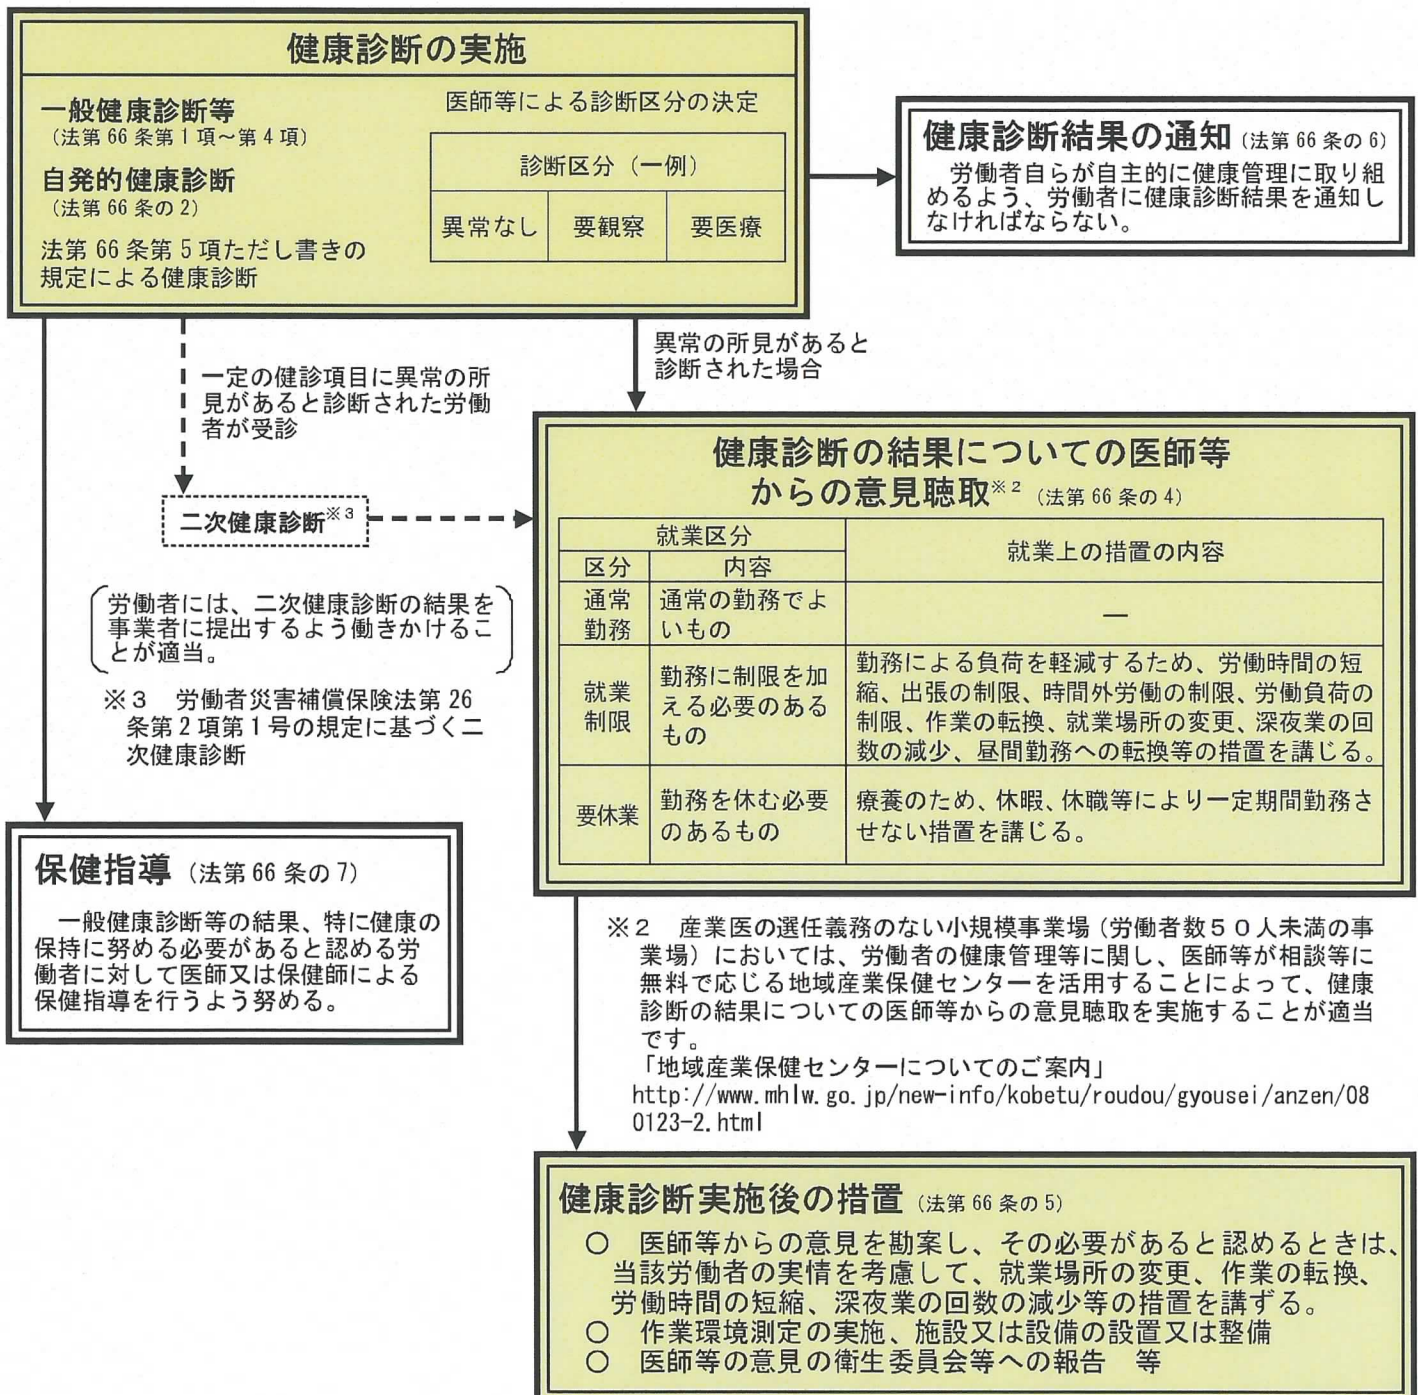 健康診断の実施
一般健康診断等
(法第66条第1項~第4項)
自発的健康診断
(法第66条の2)
法第66条第5項ただし書きの
規定による健康診断
医師等による診断区分の決定
診断区分(一例)
異常なし 要観察 要医療
健康診断結果の通知(法第66条の6)
労働者自らが自主的に健康管理に取り組
めるよう、労働者に健康診断結果を通知し
なければならない。
一定の健診項目に異常の所
見があると診断された労働
者が受診
異常の所見があると
診断された場合
二次健康診断※3
労働者には、二次健康診断の結果を
事業者に提出するよう働きかけるこ
とが適当。
※3 労働者災害補償保険法第26
条第2項第1号の規定に基づく二
次健康診断
健康診断の結果についての医師等
からの意見聴取※2(法第66条の4)
就業区分
就業上の措置の内容
区分 内容
通常
勤務
通常の勤務でよ
いもの
―
就業
制限
勤務に制限を加
える必要のある
もの
勤務による負荷を軽減するため、労働時間の短
縮、出張の制限、時間外労働の制限、労働負荷の
制限、作業の転換、就業場所の変更、深夜業の回
数の減少、昼間勤務への転換等の措置を講じる。
要休業
勤務を休む必要
のあるもの
療養のため、休暇、休職等により一定期間勤務さ
せない措置を講じる。
保健指導(法第66条の7)
一般健康診断等の結果、特に健康の
保持に努める必要があると認める労
働者に対して医師又は保健師による
保健指導を行うよう努める。
※2 産業医の選任義務のない小規模事業場(労働者数50人未満の事
業場)においては、労働者の健康管理等に関し、医師等が相談等に
無料で応じる地域産業保健センターを活用することによって、健康
診断の結果についての医師等からの意見聴取を実施することが適当
です。
「地域産業保健センターについてのご案内」
http://www.mhlw.go.jp/new-info/kobetu/roudou/gyousei/anzen/08
0123-2.html
健康診断実施後の措置(法第66条の5)
○ 医師等からの意見を勘案し、その必要があると認めるときは、
当該労働者の実情を考慮して、就業場所の変更、作業の転換、
労働時間の短縮、深夜業の回数の減少等の措置を講ずる。
○ 作業環境測定の実施、施設又は設備の設置又は整備
○ 医師等の意見の衛生委員会等への報告 等